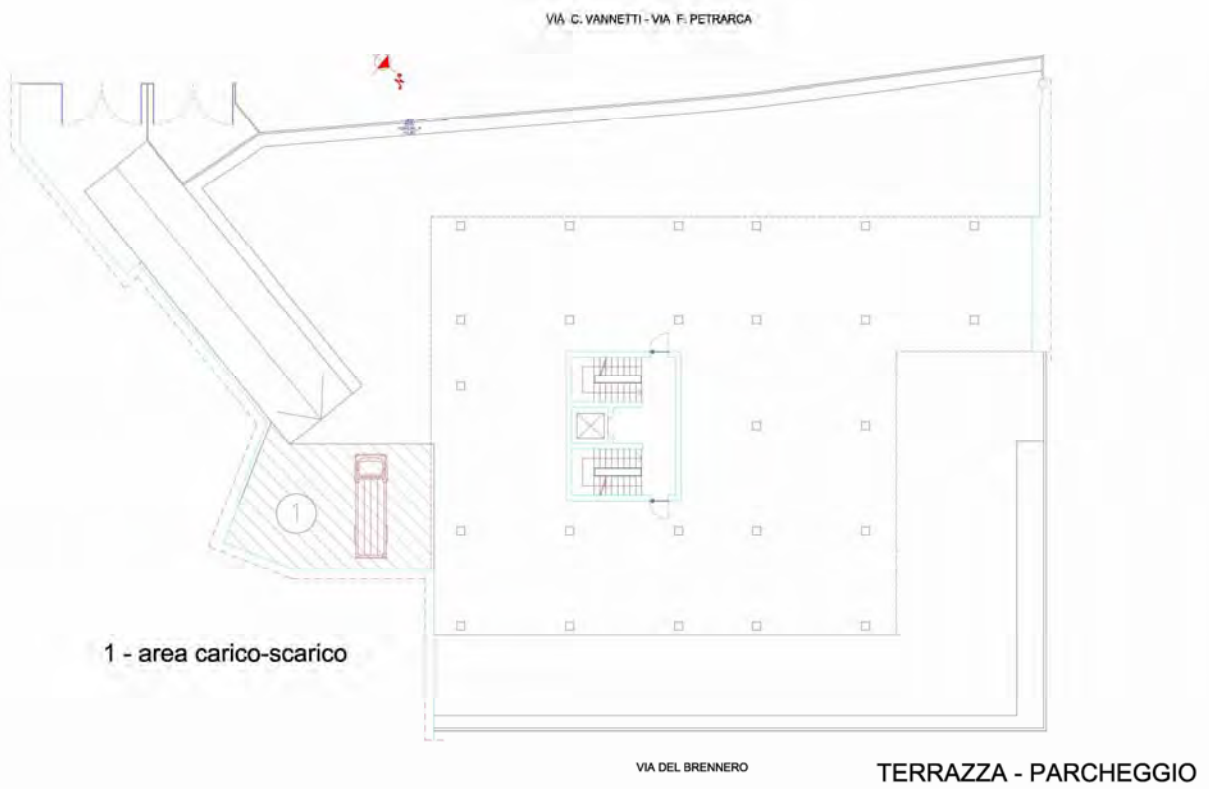 VIA C. VANNETTI - VIA F. PETRARCA
1
1 - area carico-scarico
VIA DEL BRENNERO
TERRAZZA - PARCHEGGIO